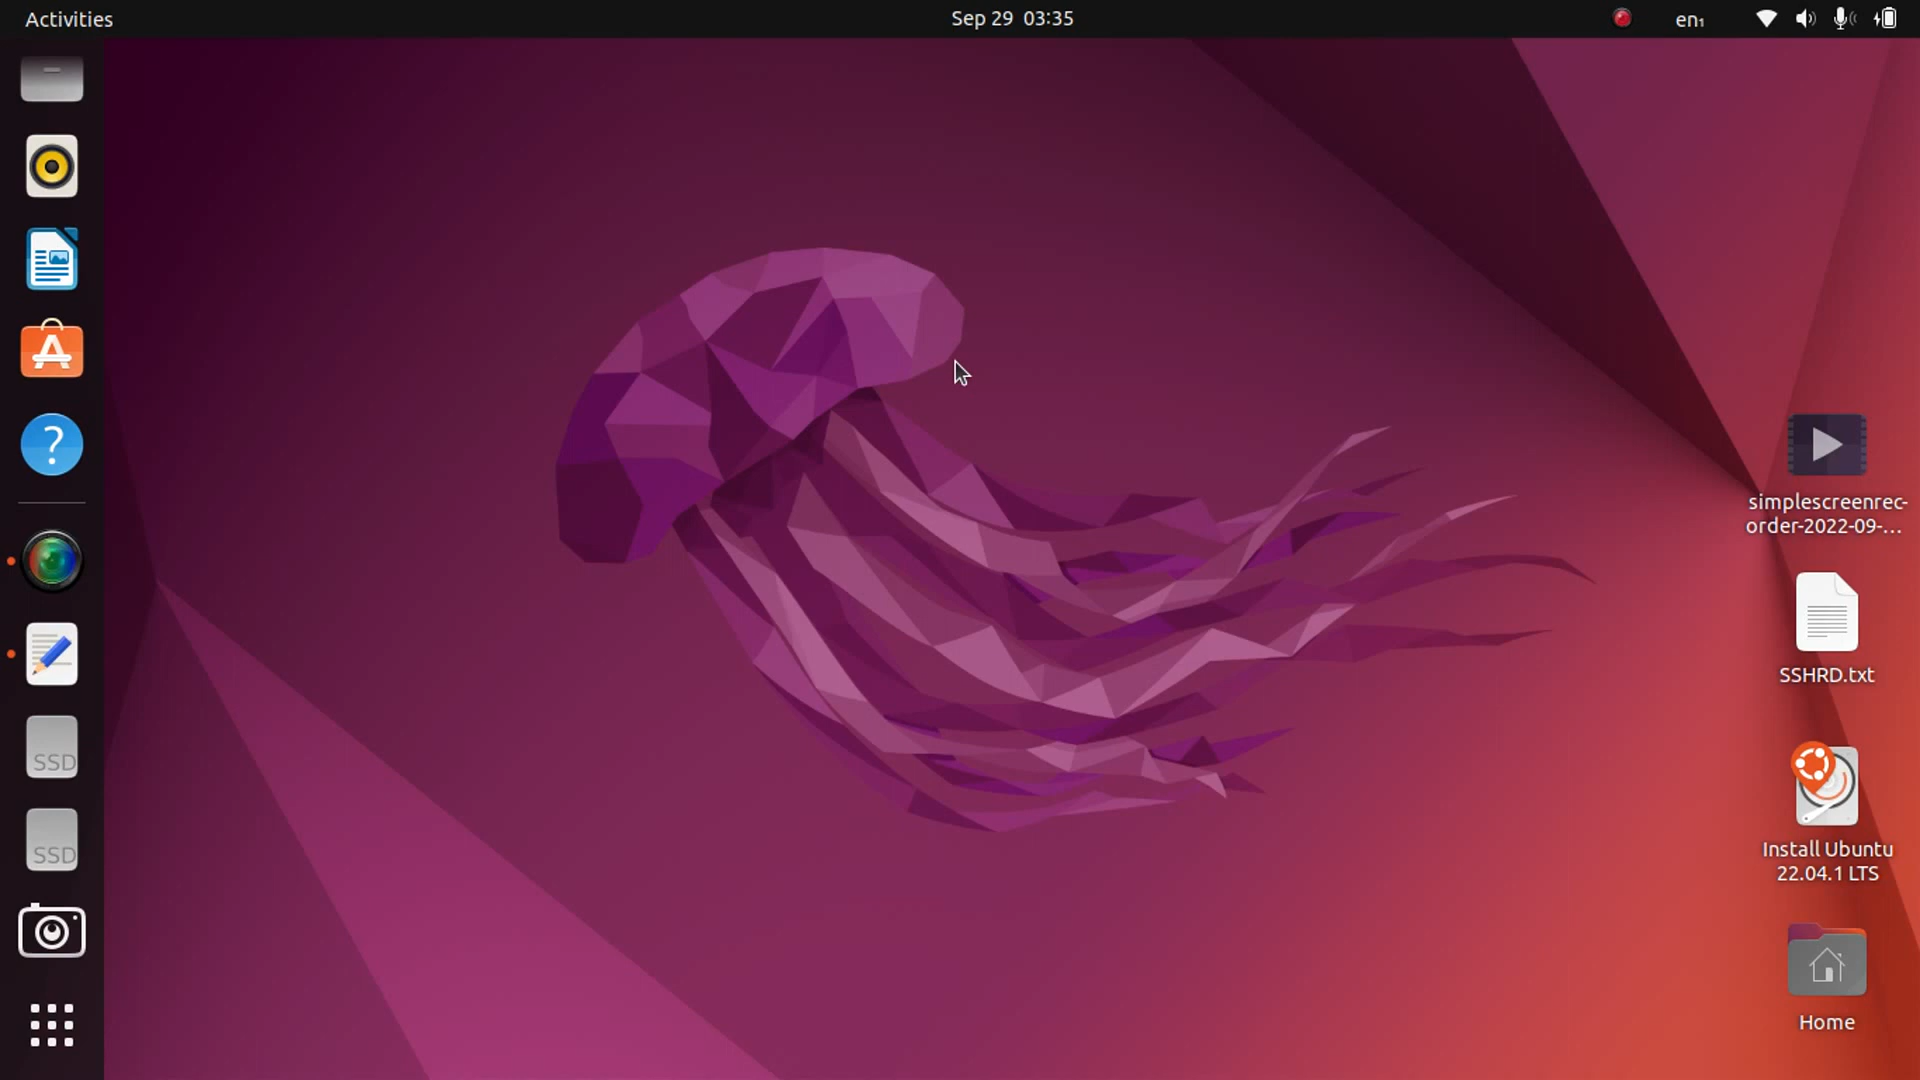 Activities
Sep 29 03:35
en₁
simplescreenrec-
order-2022-09-...
SSHRD.txt
Install Ubuntu
22.04.1 LTS
Home
SSD
SSD